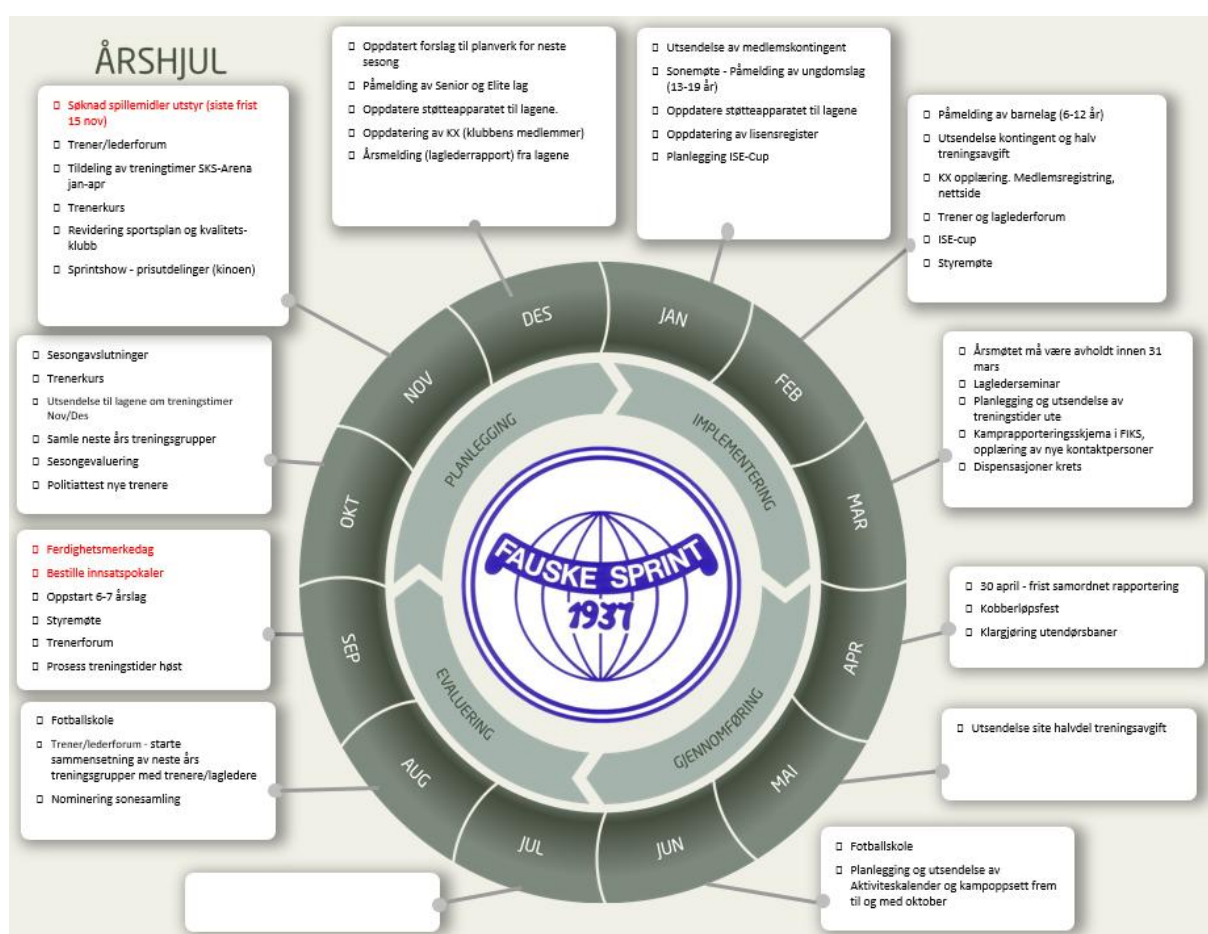 ÅRSHJUL
Søknad spillemidler utstyr (siste frist
15 nov)
Trener/lederforum
Tildeling av treningtimer SKS-Arena
jan-apr
Trenerkurs
Revidering sportsplan og kvalitets-
klubb
Sprintshow - prisutdelinger (kinoen)
Oppdatert forslag til planverk for neste
sesong
Påmelding av Senior og Elite lag
Oppdatere støtteapparatet til lagene.
Oppdatering av KX (klubbens medlemmer)
Årsmelding (laglederrapport) fra lagene
Utsendelse av medlemskontingent
Sonemøte - Påmelding av ungdomslag
(13-19 år)
Oppdatere støtteapparatet til lagene
Oppdatering av lisensregister
Planlegging ISE-Cup
Påmelding av barnelag (6-12 år)
Utsendelse kontingent og halv
treningsavgift
KX opplæring. Medlemsregistring,
nettside
Trener og laglederforum
ISE-cup
Styremøte
Årsmøtet må være avholdt innen 31
mars
Laglederseminar
Planlegging og utsendelse av
treningstider ute
Kamprapporteringsskjema i FIKS,
opplæring av nye kontaktpersoner
Dispensasjoner krets
30 april - frist samordnet rapportering
Kobberløpsfest
Klargjøring utendørsbaner
Utsendelse site halvdel treningsavgift
Fotballskole
Planlegging og utsendelse av
Aktiviteskalender og kampoppsett frem
til og med oktober
Sesongavslutninger
Trenerkurs
Utsendelse til lagene om treningstimer
Nov/Des
Samle neste års treningsgrupper
Sesongevaluering
Politiattest nye trenere
Ferdighetsmerkedag
Bestille innsatspokaler
Oppstart 6-7 årslag
Styremøte
Trenerforum
Prosess treningstider høst
Fotballskole
Trener/lederforum - starte
sammensetning av neste års
treningsgrupper med trenere/lagledere
Nominering sonesamling
JAN
FEB
MAR
APR
MAI
JUN
JUL
AUG
SEP
OKT
NOV
DES
PLANLEGGING
IMPLEMENTERING
GJENNOMFØRING
EVALUERING
FAUSKE SPRINT
1937